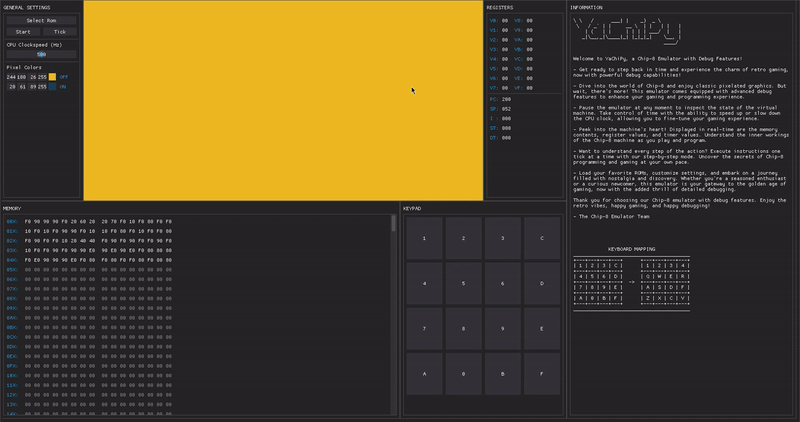 GENERAL SETTINGS
Select Rom
Start Tick
CPU Clockspeed (Hz)
500
Pixel Colors
244 180 26 255 OFF
20 61 89 255 ON
REGISTERS
V0: 00 V8: 00
V1: 00 V9: 00
V2: 00 VA: 00
V3: 00 VB: 00
V4: 00 VC: 00
V5: 00 VD: 00
V6: 00 VE: 00
V7: 00 VF: 00
PC: 200
SP: 052
I : 000
ST: 000
DT: 000
INFORMATION
YaChiPy
Welcome to YaChiPy, a Chip-8 Emulator with Debug Features!
- Get ready to step back in time and experience the charm of retro gaming,
now with powerful debug capabilities!
- Dive into the world of Chip-8 and enjoy classic pixelated graphics. But
wait, there's more! This emulator comes equipped with advanced debug
features to enhance your gaming and programming experience.
- Pause the emulator at any moment to inspect the state of the virtual
machine. Take control of time with the ability to speed up or slow down
the CPU clock, allowing you to fine-tune your gaming experience.
- Peek into the machine's heart! Displayed in real-time are the memory
contents, register values, and timer values. Understand the inner workings
of the Chip-8 machine as you play and program.
- Want to understand every step of the action? Execute instructions one
tick at a time with our step-by-step mode. Uncover the secrets of Chip-8
programming and gaming at your own pace.
- Load your favorite ROMs, customize settings, and embark on a journey
filled with nostalgia and discovery. Whether you're a seasoned enthusiast
or a curious newcomer, this emulator is your gateway to the golden age of
gaming, now with the added thrill of detailed debugging.
Thank you for choosing our Chip-8 emulator with debug features. Enjoy the
retro vibes, happy gaming, and happy debugging!
- The Chip-8 Emulator Team
KEYBOARD MAPPING
| 1 | 2 | 3 | C | | 1 | 2 | 3 | 4 |
| 4 | 5 | 6 | D | | Q | W | E | R |
->
| 7 | 8 | 9 | E | | A | S | D | F |
| A | 0 | B | F | | Z | X | C | V |
MEMORY
00X: F0 90 90 90 F0 20 60 20 20 70 F0 10 F0 80 F0 F0
01X: 10 F0 10 F0 90 90 F0 10 10 F0 80 F0 10 F0 F0 80
02X: F0 90 F0 F0 10 20 40 40 F0 90 F0 90 F0 F0 90 F0
03X: 10 F0 F0 90 F0 90 90 E0 90 E0 90 E0 F0 80 80 80
04X: F0 E0 90 90 90 E0 F0 80 F0 80 F0 F0 80 F0 80 80
05X: 00 00 00 00 00 00 00 00 00 00 00 00 00 00 00 00
06X: 00 00 00 00 00 00 00 00 00 00 00 00 00 00 00 00
07X: 00 00 00 00 00 00 00 00 00 00 00 00 00 00 00 00
08X: 00 00 00 00 00 00 00 00 00 00 00 00 00 00 00 00
09X: 00 00 00 00 00 00 00 00 00 00 00 00 00 00 00 00
0AX: 00 00 00 00 00 00 00 00 00 00 00 00 00 00 00 00
0BX: 00 00 00 00 00 00 00 00 00 00 00 00 00 00 00 00
0CX: 00 00 00 00 00 00 00 00 00 00 00 00 00 00 00 00
0DX: 00 00 00 00 00 00 00 00 00 00 00 00 00 00 00 00
0EX: 00 00 00 00 00 00 00 00 00 00 00 00 00 00 00 00
0FX: 00 00 00 00 00 00 00 00 00 00 00 00 00 00 00 00
10X: 00 00 00 00 00 00 00 00 00 00 00 00 00 00 00 00
11X: 00 00 00 00 00 00 00 00 00 00 00 00 00 00 00 00
12X: 00 00 00 00 00 00 00 00 00 00 00 00 00 00 00 00
13X: 00 00 00 00 00 00 00 00 00 00 00 00 00 00 00 00
KEYPAD
1 2 3 C
4 5 6 D
7 8 9 E
A 0 B F